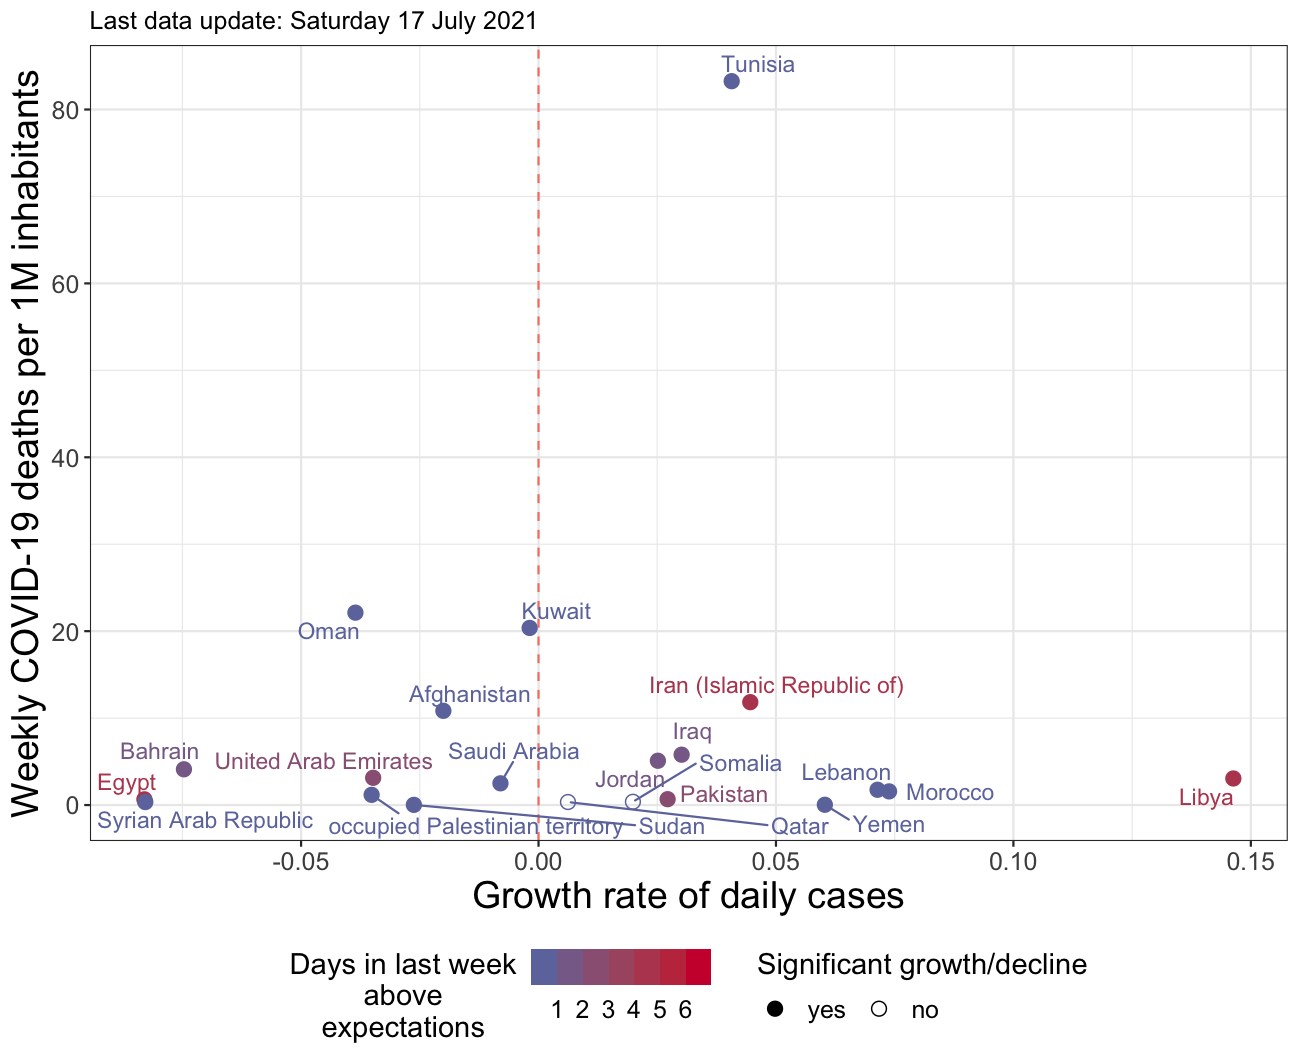 Last data update: Saturday 17 July 2021
Weekly COVID-19 deaths per 1M inhabitants
80
60
40
20
0
Tunisia
Kuwait
Oman
Iran (Islamic Republic of)
Afghanistan
Iraq
Bahrain
Saudi Arabia
United Arab Emirates
Somalia
Lebanon
Jordan
Egypt
Pakistan
Morocco
Libya
Syrian Arab Republic
occupied Palestinian territory
Sudan
Qatar
Yemen
-0.05 0.00 0.05 0.10 0.15
Growth rate of daily cases
Days in last week
above
expectations
1 2 3 4 5 6
Significant growth/decline
yes no